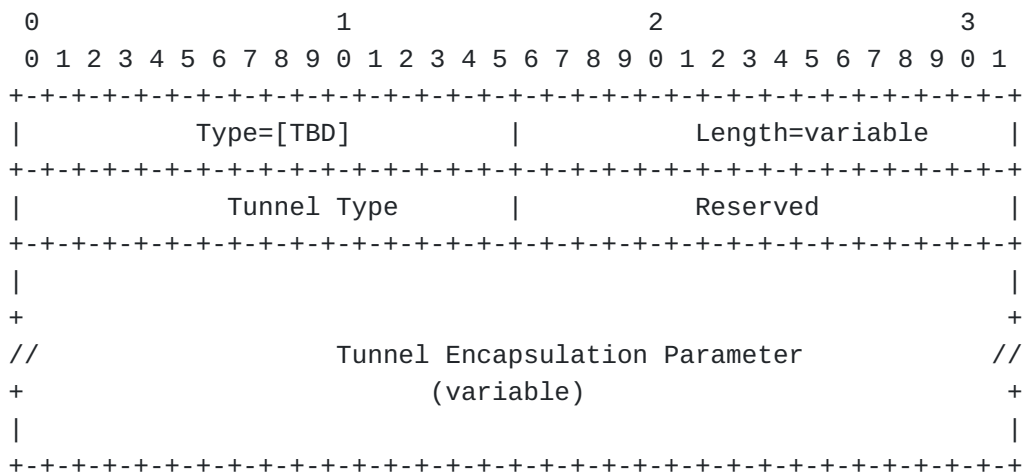 0                   1                   2                   3
 0 1 2 3 4 5 6 7 8 9 0 1 2 3 4 5 6 7 8 9 0 1 2 3 4 5 6 7 8 9 0 1
+-+-+-+-+-+-+-+-+-+-+-+-+-+-+-+-+-+-+-+-+-+-+-+-+-+-+-+-+-+-+-+-+
|           Type=[TBD]          |           Length=variable     |
+-+-+-+-+-+-+-+-+-+-+-+-+-+-+-+-+-+-+-+-+-+-+-+-+-+-+-+-+-+-+-+-+
|             Tunnel Type       |           Reserved            |
+-+-+-+-+-+-+-+-+-+-+-+-+-+-+-+-+-+-+-+-+-+-+-+-+-+-+-+-+-+-+-+-+
|                                                               |
+                                                               +
//                   Tunnel Encapsulation Parameter            //
+                          (variable)                           +
|                                                               |
+-+-+-+-+-+-+-+-+-+-+-+-+-+-+-+-+-+-+-+-+-+-+-+-+-+-+-+-+-+-+-+-+